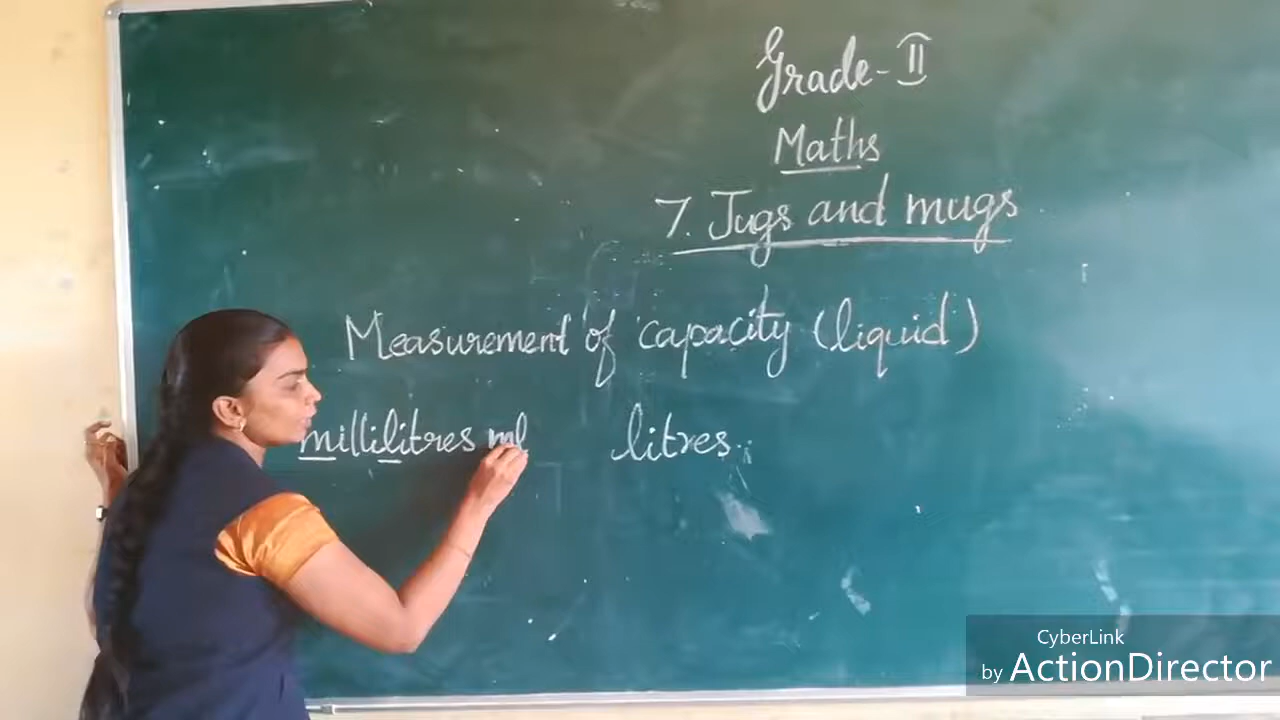 Grade-II
Maths
7. Jugs and mugs
Measurement of capacity (liquid)
millilitres ml litres
CyberLink
by ActionDirector